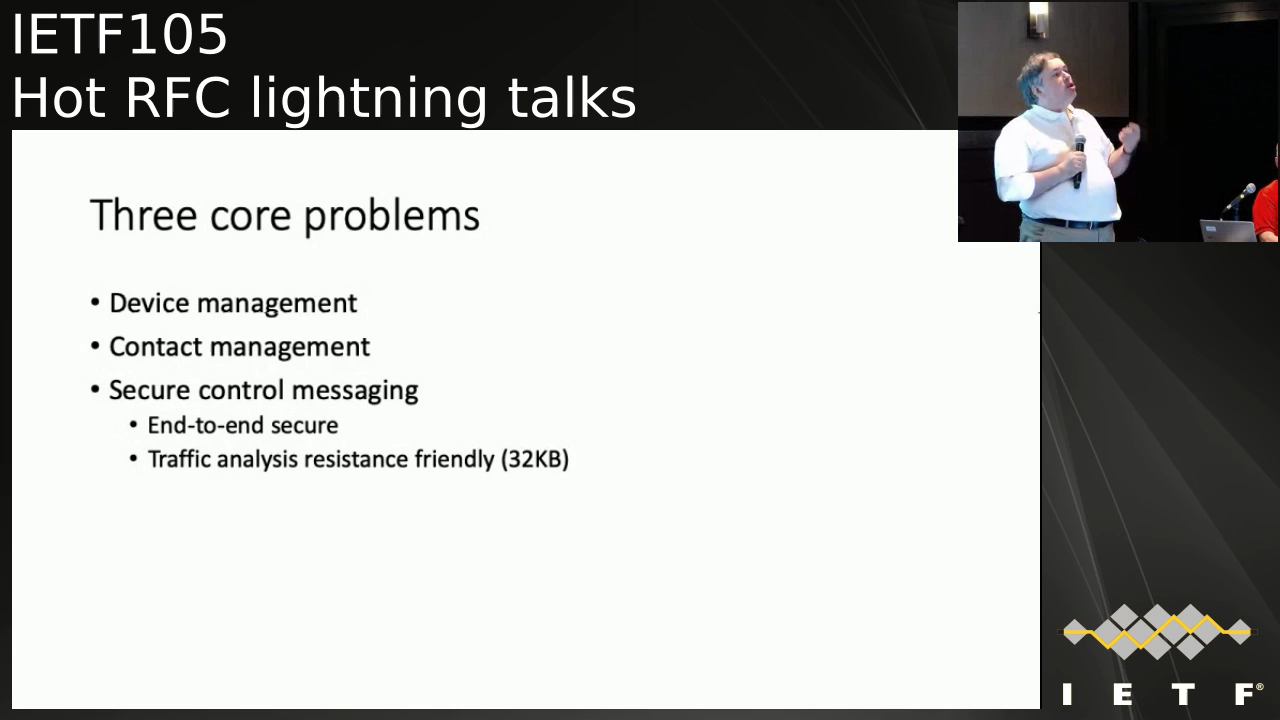 IETF105
Hot RFC lightning talks
Three core problems
• Device management
• Contact management
• Secure control messaging
• End-to-end secure
• Traffic analysis resistance friendly (32KB)
I E T F®